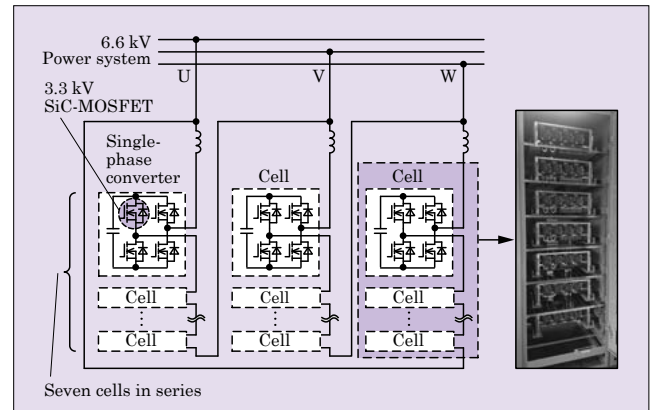 6.6 kV
Power system
U
V
W
3.3 kV
SiC-MOSFET
Single-
phase
converter
Cell
Cell
Cell
Cell
Cell
Cell
Cell
Cell
Seven cells in series